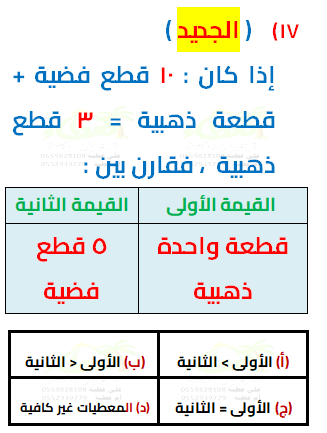 ١٧) ( الجديد )
إذا كان : ١٠ قطع فضية +
قطعة ذهبية = ٣ قطع
ذهبية ، فقارن بين :
القيمة الأولى القيمة الثانية
قطعة واحدة ٥ قطع
ذهبية فضية
(أ) الأولى > الثانية (ب) الأولى < الثانية
(ج) الأولى = الثانية (د) المعطيات غير كافية